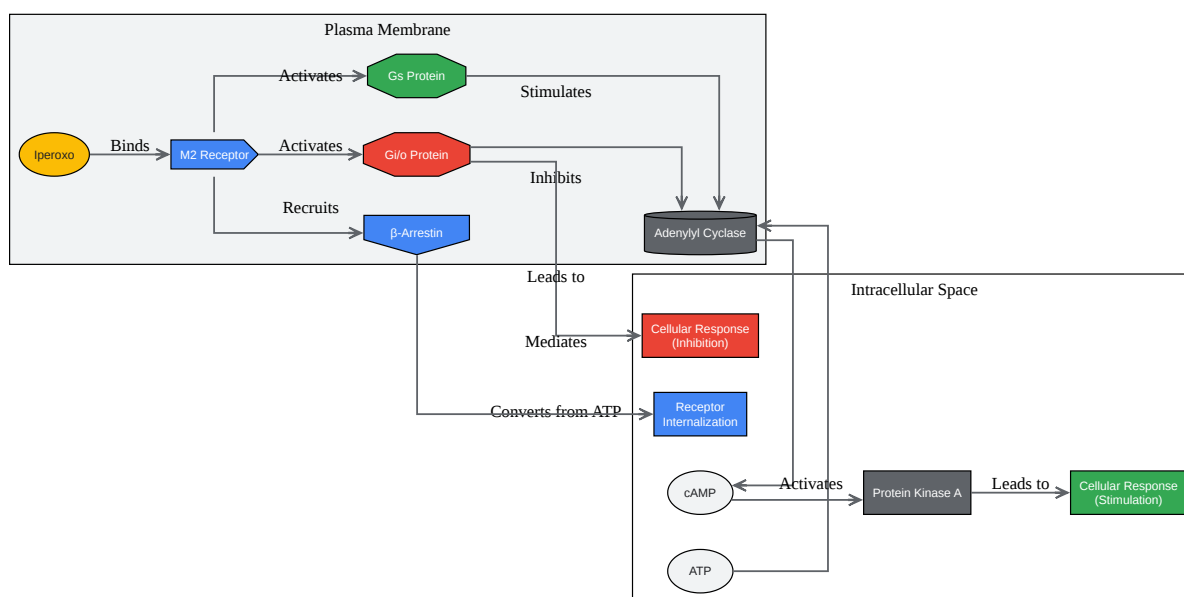 Plasma Membrane
Activates
Gs Protein
Stimulates
Iperoxo
Binds
M2 Receptor
Activates
Gi/o Protein
Inhibits
Recruits
β-Arrestin
Adenylyl Cyclase
Leads to
Intracellular Space
Mediates
Cellular Response
(Inhibition)
Converts from ATP
Receptor
Internalization
cAMP
Activates
Protein Kinase A
Leads to
Cellular Response
(Stimulation)
ATP